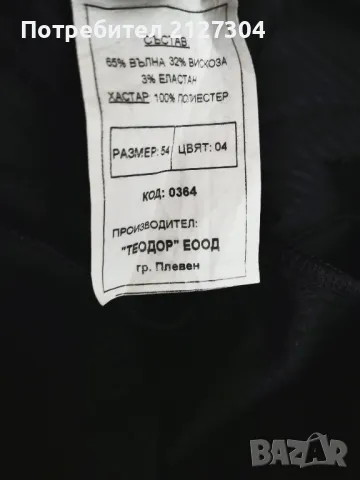 Потребител 2127304
СЪСТАВ
65% ВЪЛНА 32% ВИСКОЗА
3% ЕЛАСТАН
ХАСТАР 100% ПОЛИЕСТЕР
РАЗМЕР: 54 ЦВЯТ: 04
КОД: 0364
ПРОИЗВОДИТЕЛ:
"ТЕОДОР" ЕООД
гр. Плевен
BAZAR